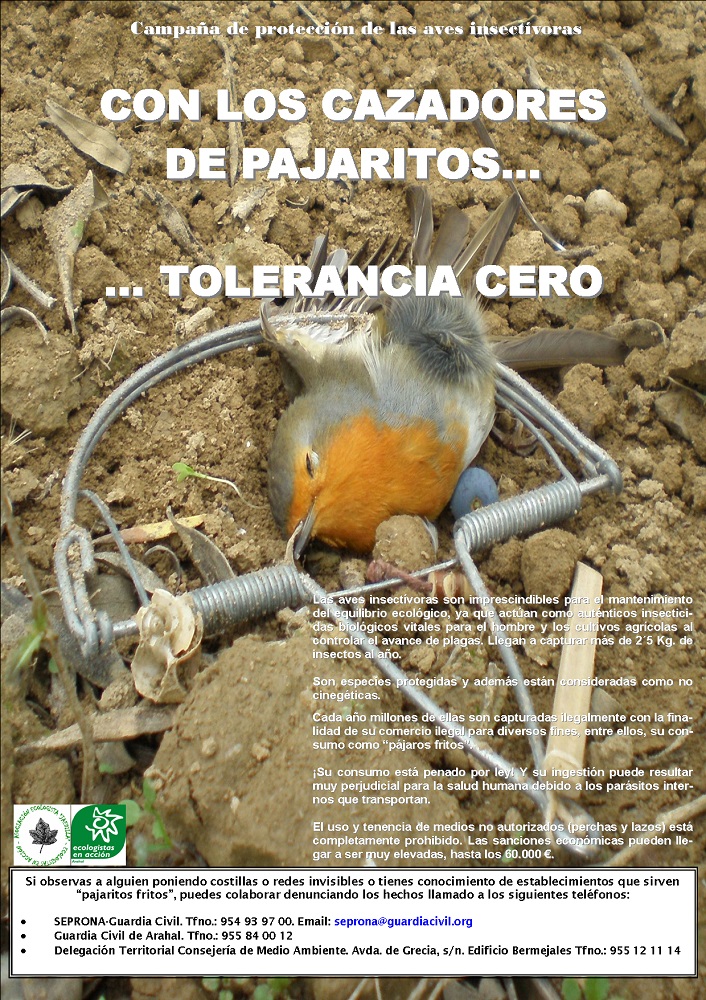 Campaña de protección de las aves insectívoras
CON LOS CAZADORES
DE PAJARITOS...
... TOLERANCIA CERO
Las aves insectívoras son imprescindibles para el mantenimiento
del equilibrio ecológico, ya que actúan como auténticos insectici-
das biológicos vitales para el hombre y los cultivos agrícolas al
controlar el avance de plagas. Llegan a capturar más de 2´5 Kg. de
insectos al año.
Son especies protegidas y además están consideradas como no
cinegéticas.
Cada año millones de ellas son capturadas ilegalmente con la fina-
lidad de su comercio ilegal para diversos fines, entre ellos, su con-
sumo como “pájaros fritos”.
¡Su consumo está penado por ley! Y su ingestión puede resultar
muy perjudicial para la salud humana debido a los parásitos inter-
nos que transportan.
El uso y tenencia de medios no autorizados (perchas y lazos) está
completamente prohibido. Las sanciones económicas pueden lle-
gar a ser muy elevadas, hasta los 60.000 €.
ecologistas
en acción
Si observas a alguien poniendo costillas o redes invisibles o tienes conocimiento de establecimientos que sirven
“pajaritos fritos”, puedes colaborar denunciando los hechos llamado a los siguientes teléfonos:
• SEPRONA-Guardia Civil. Tfno.: 954 93 97 00. Email: seprona@guardiacivil.org
• Guardia Civil de Arahal. Tfno.: 955 84 00 12
• Delegación Territorial Consejería de Medio Ambiente. Avda. de Grecia, s/n. Edificio Bermejales Tfno.: 955 12 11 14